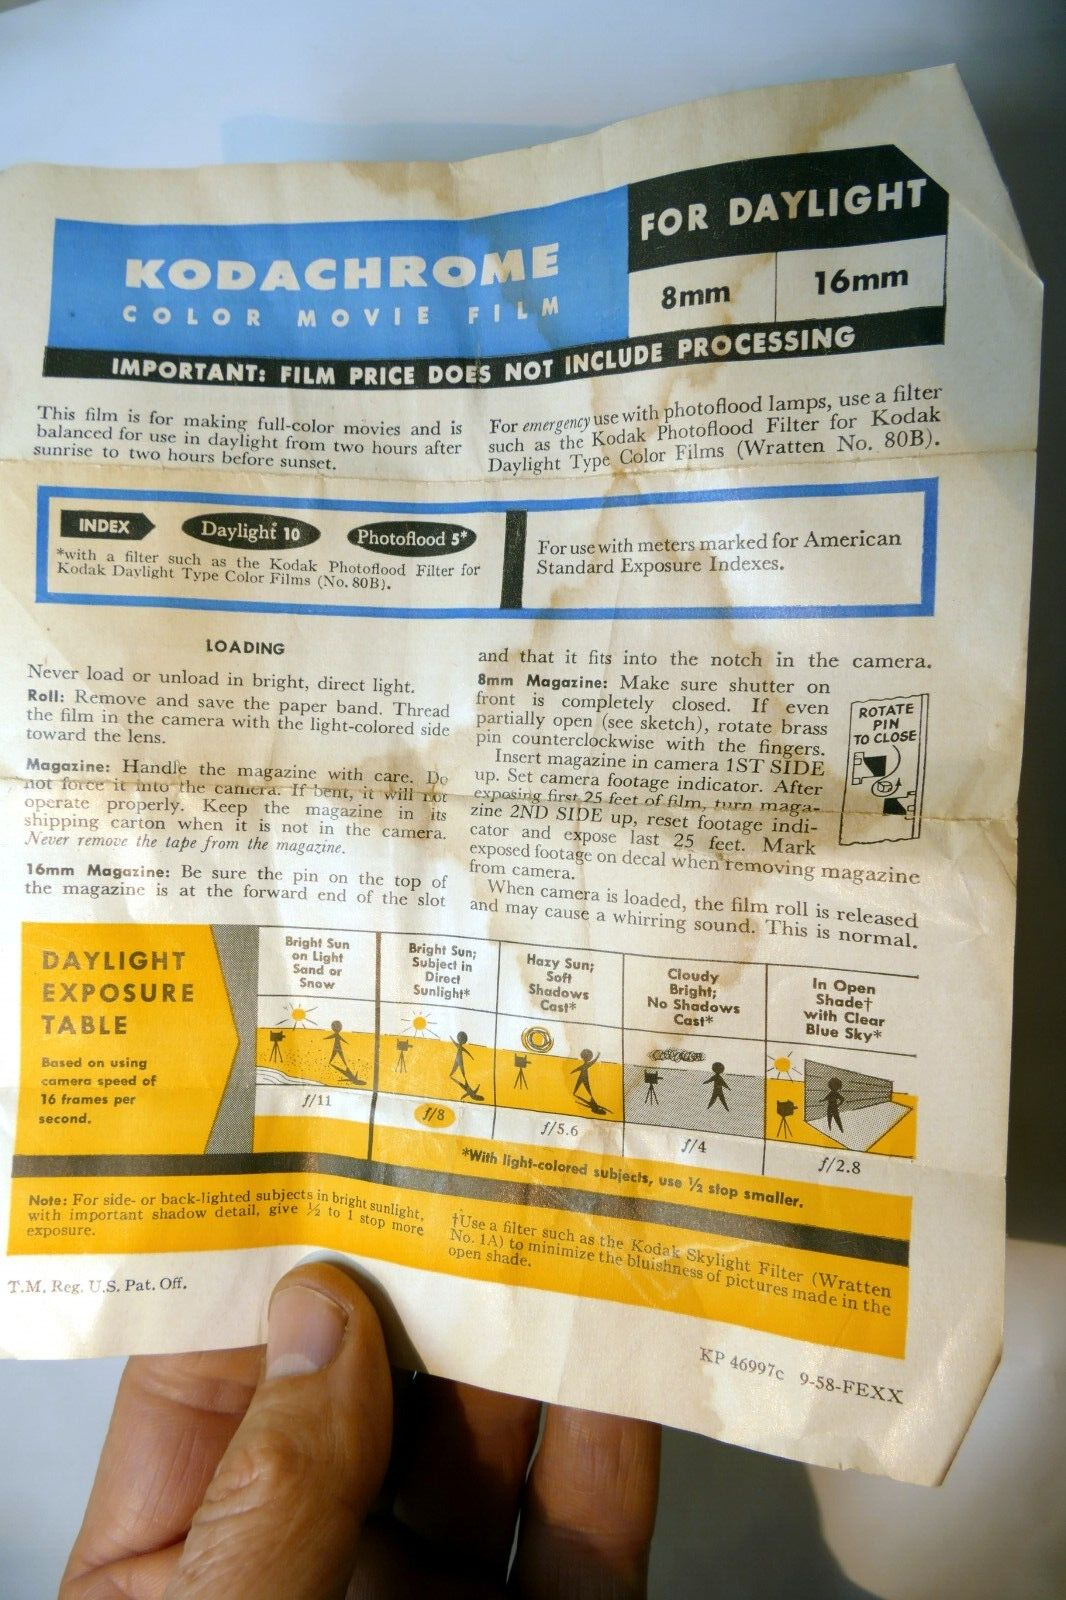 KODACHROME
COLOR MOVIE FILM
FOR DAYLIGHT
8mm
16mm
IMPORTANT: FILM PRICE DOES NOT INCLUDE PROCESSING
This film is for making full-color movies and is
balanced for use in daylight from two hours after
sunrise to two hours before sunset.
For emergency use with photoflood lamps, use a filter
such as the Kodak Photoflood Filter for Kodak
Daylight Type Color Films (Wratten No. 80B).
INDEX
Daylight 10
Photoflood 5*
*with a filter such as the Kodak Photoflood Filter for
Kodak Daylight Type Color Films (No. 80B).
For use with meters marked for American
Standard Exposure Indexes.
LOADING
Never load or unload in bright, direct light.
Roll: Remove and save the paper band. Thread
the film in the camera with the light-colored side
toward the lens.
Magazine: Handle the magazine with care. Do
not force it into the camera. If bent, it will not
operate properly. Keep the magazine in its
shipping carton when it is not in the camera.
Never remove the tape from the magazine.
16mm Magazine: Be sure the pin on the top of
the magazine is at the forward end of the slot
and that it fits into the notch in the camera.
8mm Magazine: Make sure shutter on
front is completely closed. If even
partially open (see sketch), rotate brass
pin counterclockwise with the fingers.
Insert magazine in camera 1ST SIDE
up. Set camera footage indicator. After
exposing first 25 feet of film, turn maga-
zine 2ND SIDE up, reset footage indi-
cator and expose last 25 feet. Mark
exposed footage on decal when removing magazine
from camera.
When camera is loaded, the film roll is released
and may cause a whirring sound. This is normal.
ROTATE
PIN
TO CLOSE
DAYLIGHT
EXPOSURE
TABLE
Based on using
camera speed of
16 frames per
second.
Bright Sun
on Light
Sand or
Snow
f/11
Bright Sun;
Subject in
Direct
Sunlight*
f/8
Hazy Sun;
Soft
Shadows
Cast*
f/5.6
Cloudy
Bright;
No Shadows
Cast*
f/4
In Open
Shade†
with Clear
Blue Sky*
f/2.8
*With light-colored subjects, use ½ stop smaller.
Note: For side- or back-lighted subjects in bright sunlight,
with important shadow detail, give ½ to 1 stop more
exposure.
†Use a filter such as the Kodak Skylight Filter (Wratten
No. 1A) to minimize the bluishness of pictures made in the
open shade.
T.M. Reg. U.S. Pat. Off.
KP 46997c 9-58-FEXX